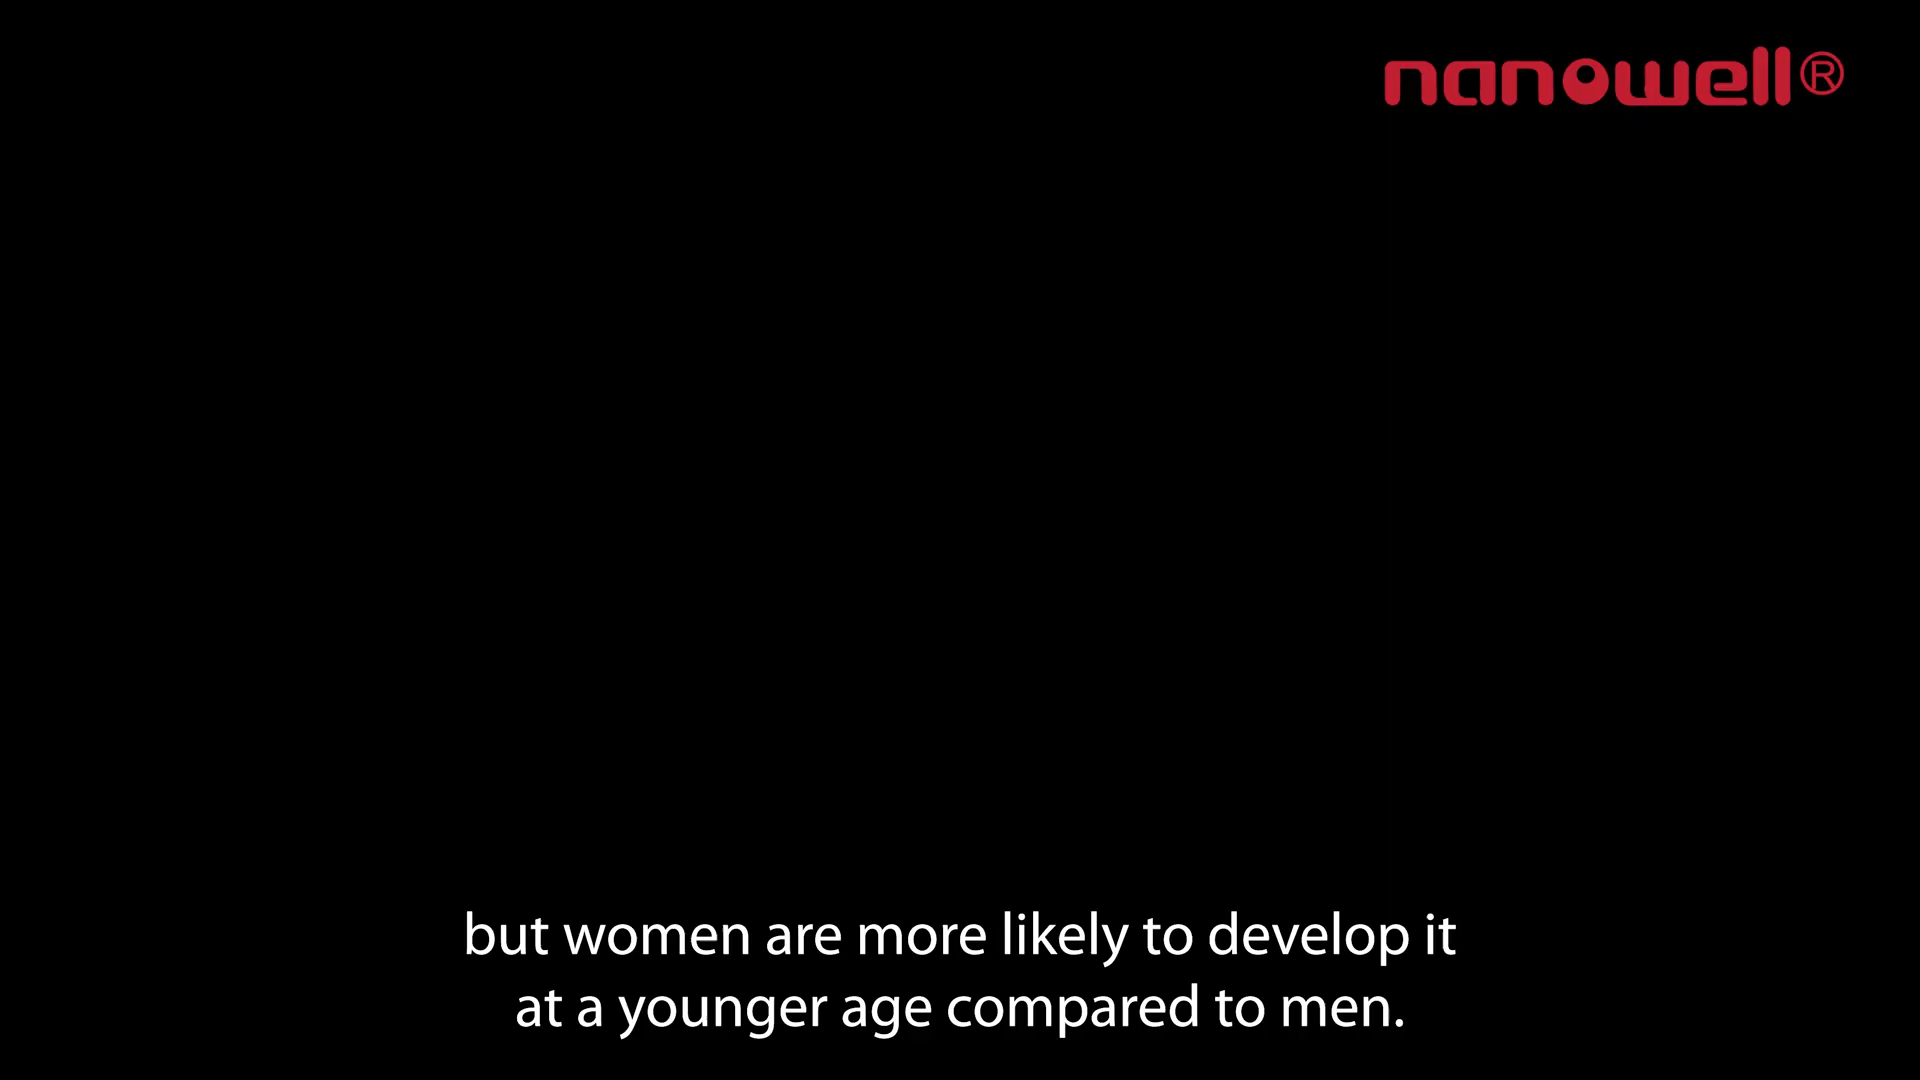 nanowell®
but women are more likely to develop it
at a younger age compared to men.